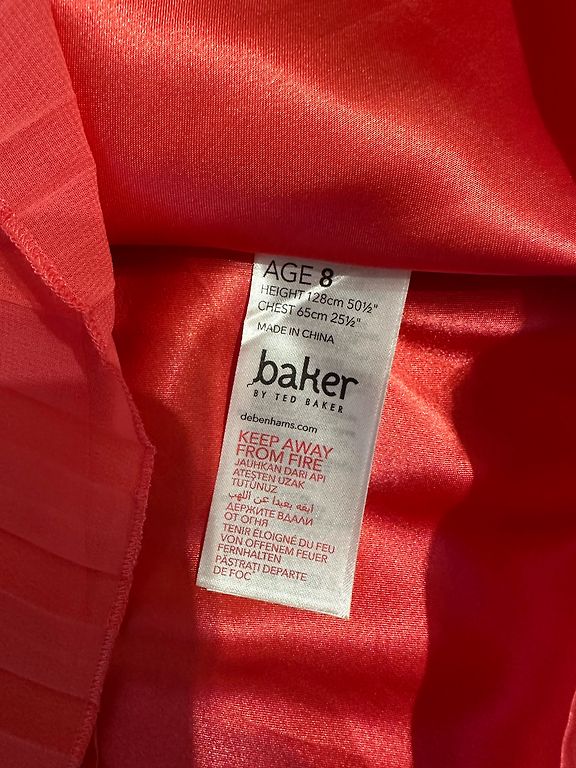 AGE 8
HEIGHT 128cm 50½"
CHEST 65cm 25½"
MADE IN CHINA
baker
BY TED BAKER
debenhams.com
KEEP AWAY
FROM FIRE
JAUHKAN DARI API
ATEŞTEN UZAK
TUTUNUZ
ابقه بعيدا عن اللهب
ДЕРЖИТЕ ВДАЛИ
ОТ ОГНЯ
TENIR ÉLOIGNÉ DU FEU
VON OFFENEM FEUER
FERNHALTEN
PĂSTRAŢI DEPARTE
DE FOC